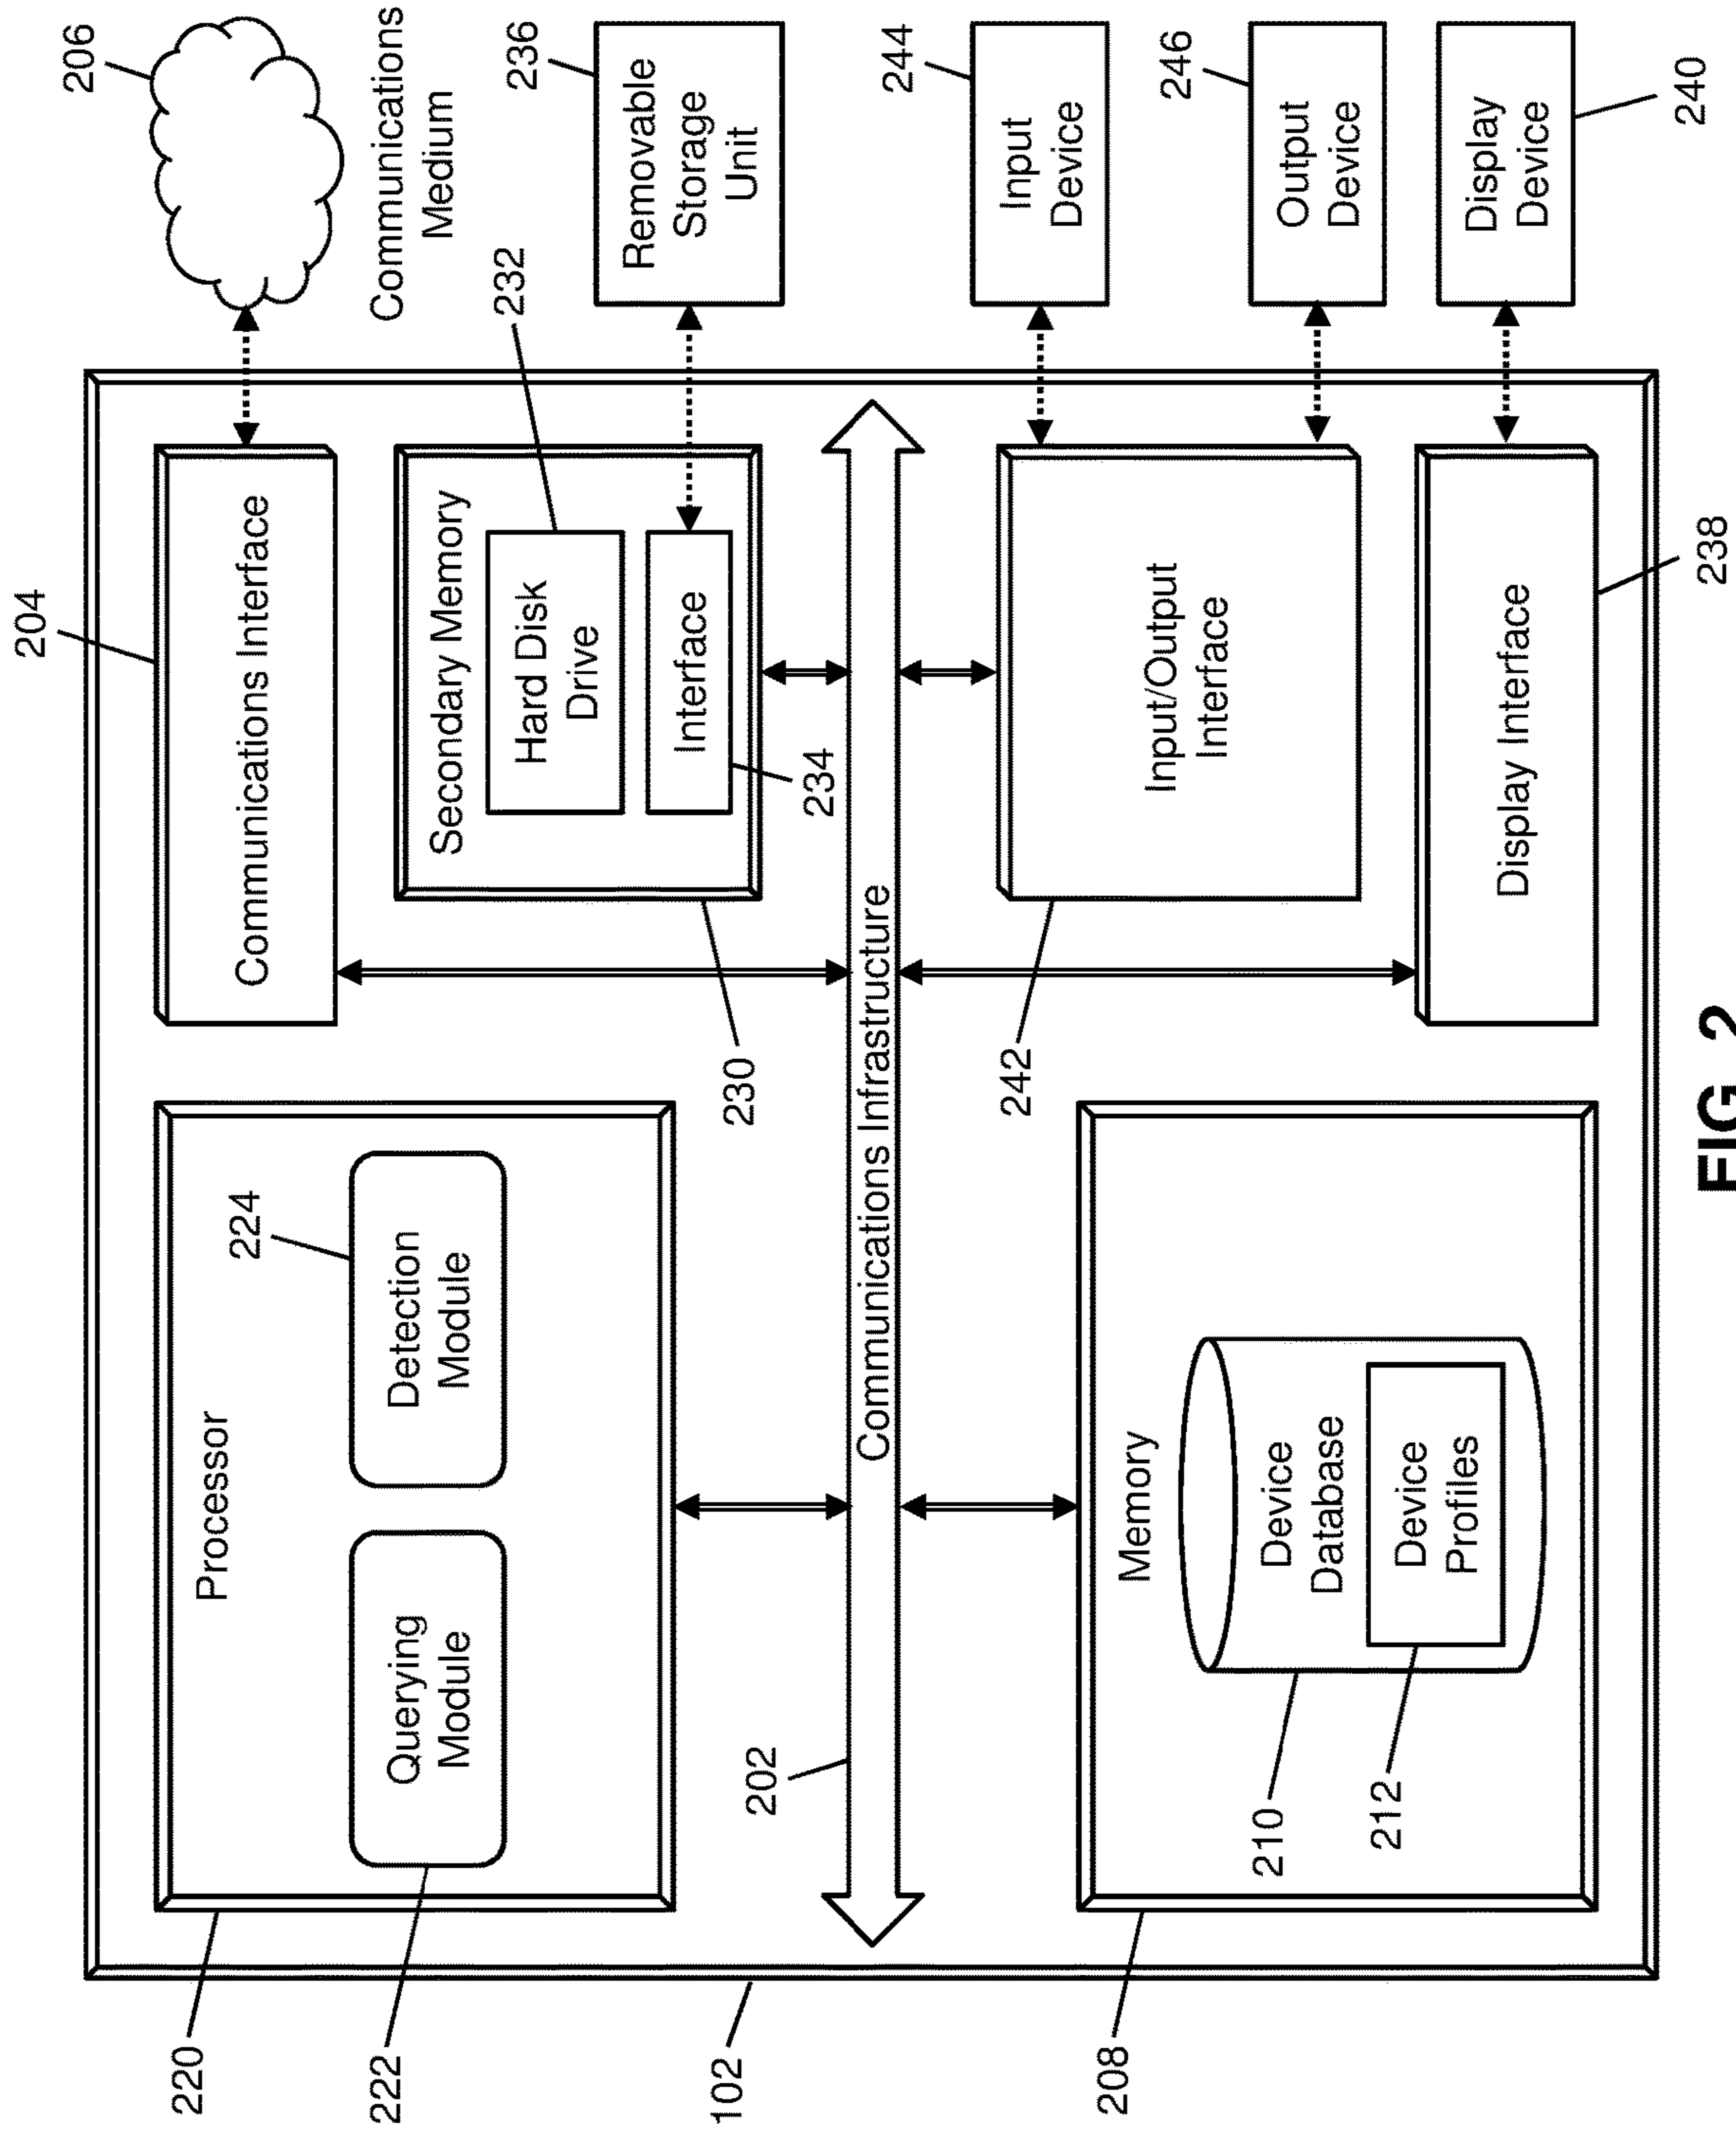 220
Processor
222
Querying
Module
224
Detection
Module
204
Communications Interface
206
Communications
Medium
Secondary Memory
232
Hard Disk
Drive
Interface
234
230
236
Removable
Storage
Unit
102
202
Communications Infrastructure
208
Memory
210
Device
Database
212
Device
Profiles
242
Input/Output
Interface
244
Input
Device
246
Output
Device
Display Interface
238
Display
Device
240
FIG. 2